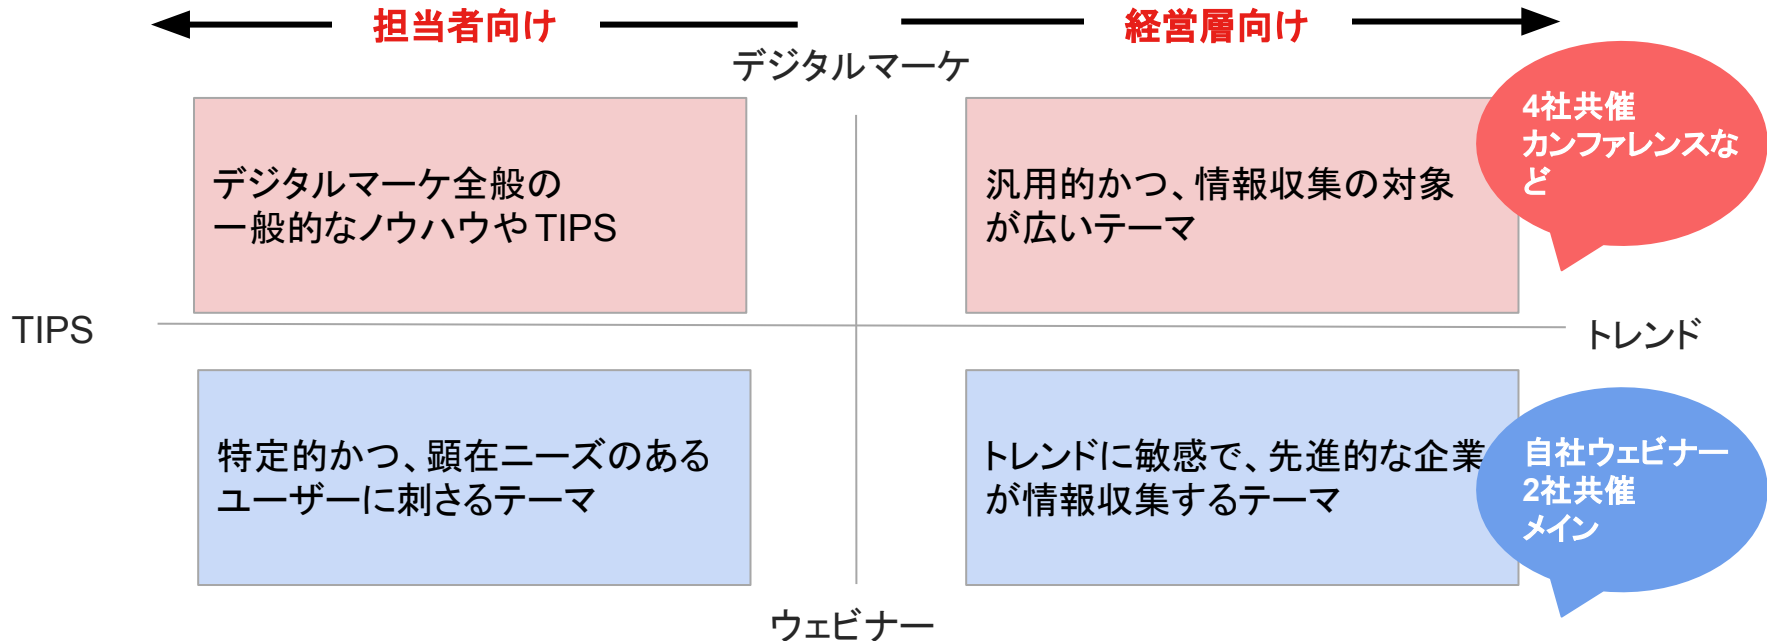 担当者向け
経営層向け
デジタルマーケ
4社共催
カンファレンスな
ど
デジタルマーケ全般の
一般的なノウハウや TIPS
汎用的かつ、情報収集の対象
が広いテーマ
TIPS
トレンド
特定的かつ、顕在ニーズのある
ユーザーに刺さるテーマ
トレンドに敏感で、先進的な企業
が情報収集するテーマ
自社ウェビナー
2社共催
メイン
ウェビナー